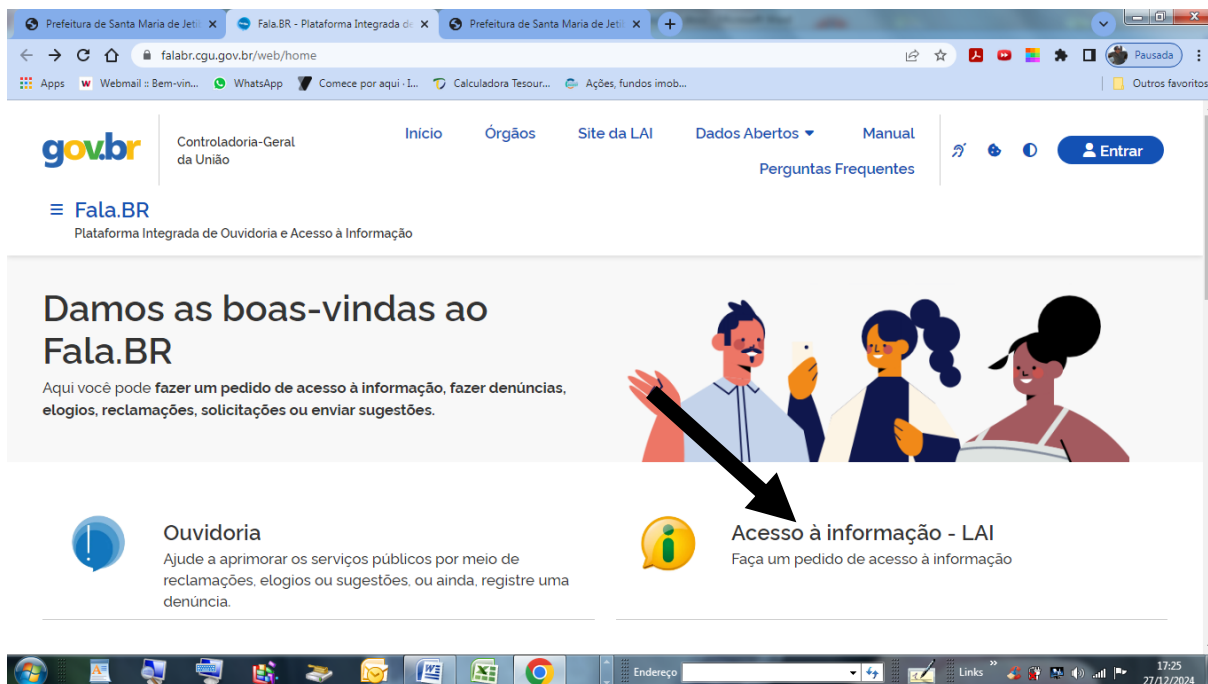 Prefeitura de Santa Maria de Jetil
Fala.BR - Plataforma Integrada de
Prefeitura de Santa Maria de Jetil
falabr.cgu.gov.br/web/home
Pausada
Apps
Webmail :: Bem-vin...
WhatsApp
Comece por aqui · I...
Calculadora Tesour...
Ações, fundos imob...
Outros favoritos
gov.br
Controladoria-Geral
da União
Início Órgãos Site da LAI Dados Abertos Manual
Perguntas Frequentes
Entrar
Fala.BR
Plataforma Integrada de Ouvidoria e Acesso à Informação
Damos as boas-vindas ao
Fala.BR
Aqui você pode fazer um pedido de acesso à informação, fazer denúncias,
elogios, reclamações, solicitações ou enviar sugestões.
Ouvidoria
Ajude a aprimorar os serviços públicos por meio de
reclamações, elogios ou sugestões, ou ainda, registre uma
denúncia.
Acesso à informação - LAI
Faça um pedido de acesso à informação
Endereço
Links
17:25
27/12/2024